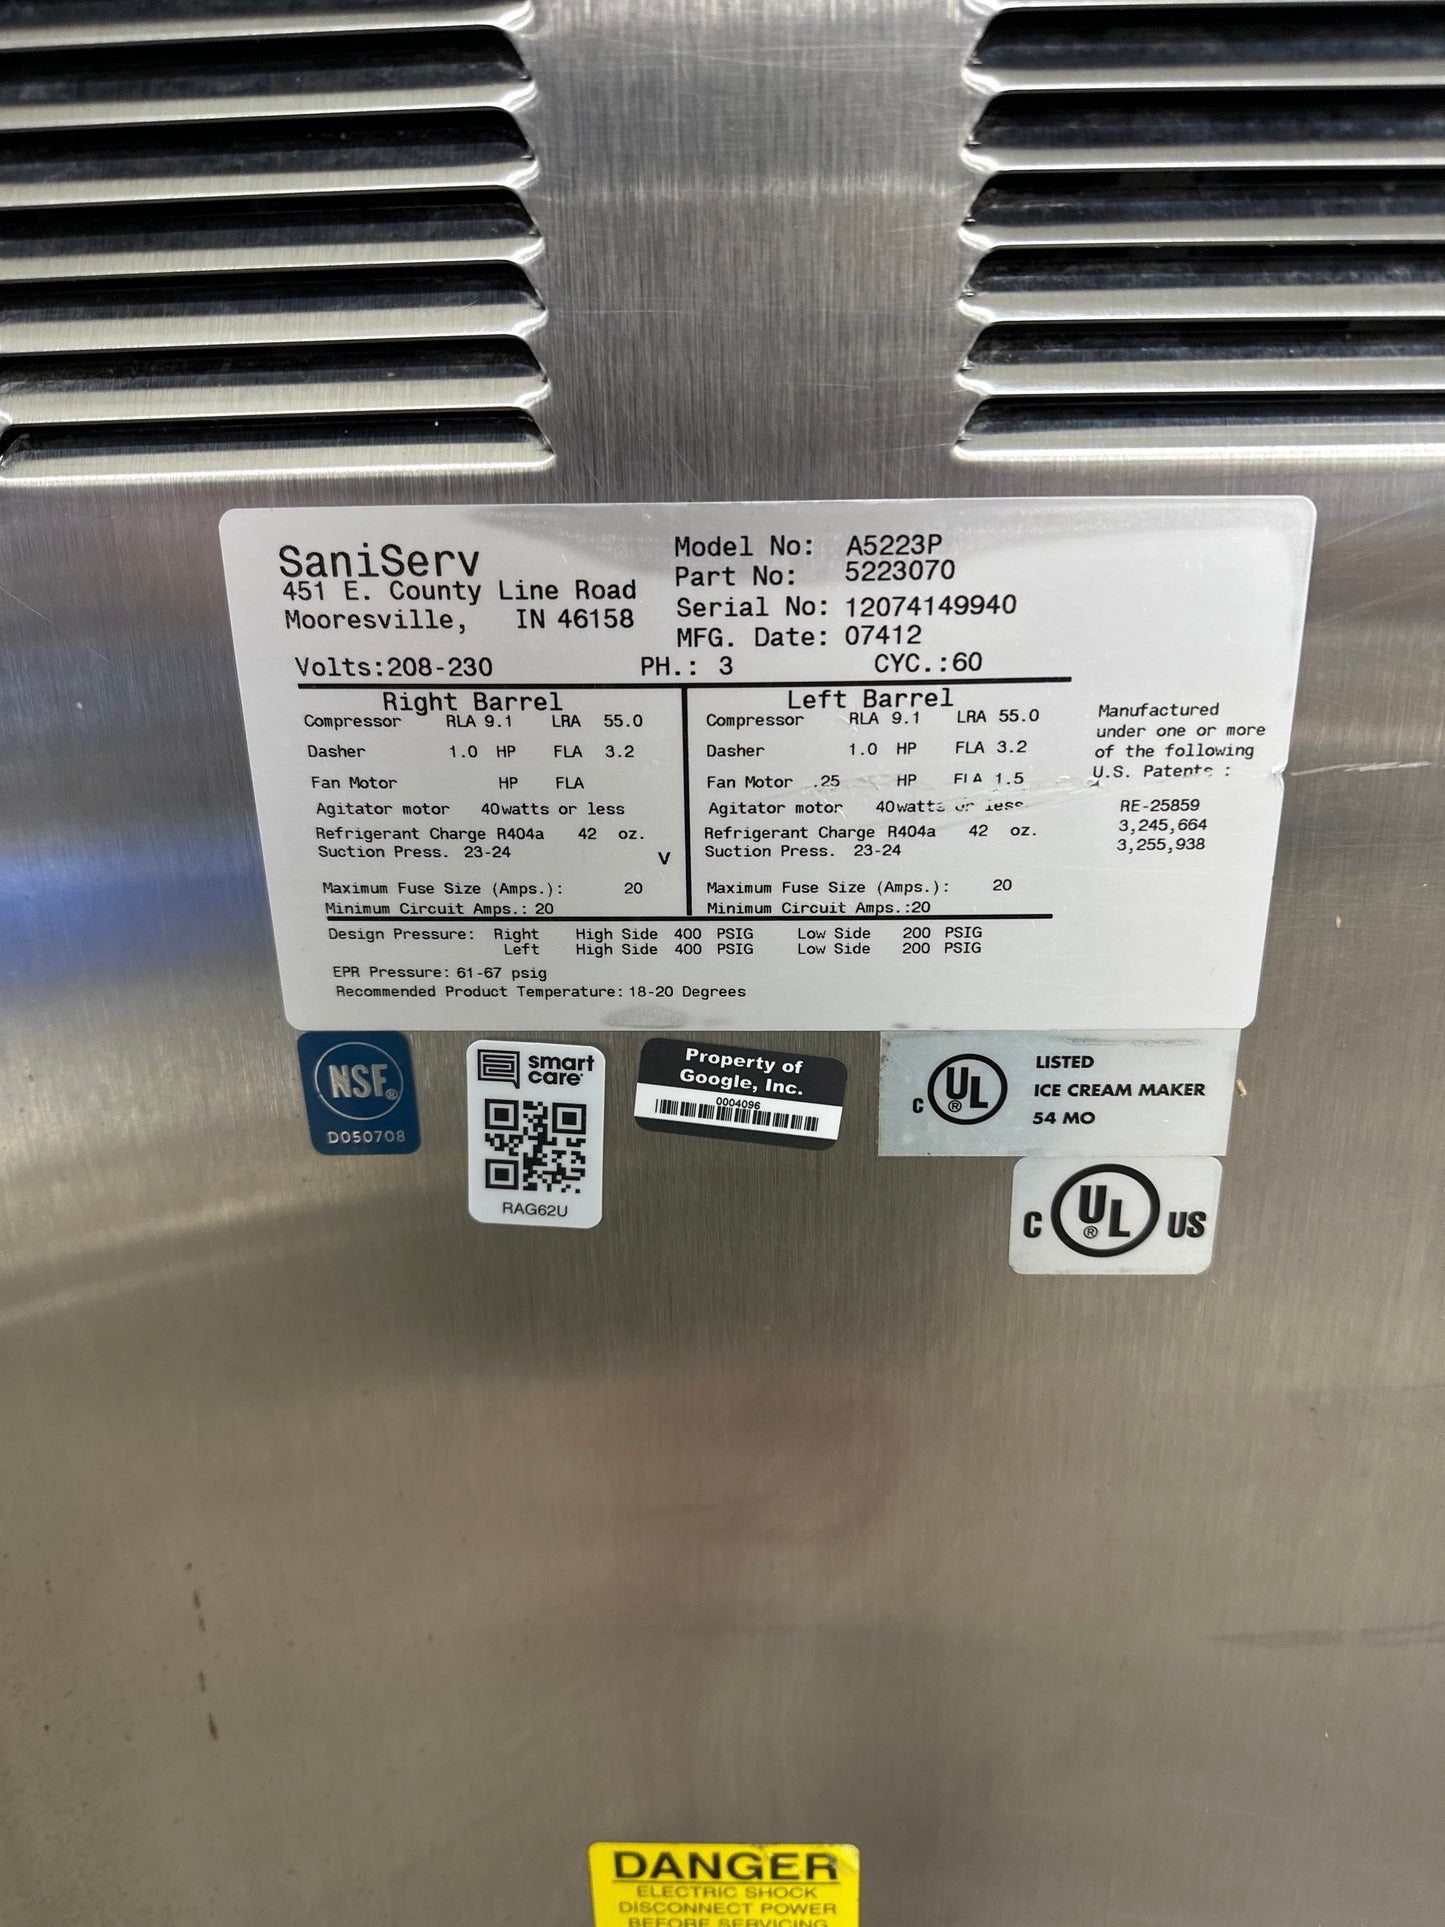 SaniServ
451 E. County Line Road
Mooresville, IN 46158
Model No: A5223P
Part No: 5223070
Serial No: 12074149940
MFG. Date: 07412
Volts:208-230 PH.: 3 CYC.:60
Right Barrel
Compressor RLA 9.1 LRA 55.0
Dasher 1.0 HP FLA 3.2
Fan Motor HP FLA
Agitator motor 40watts or less
Refrigerant Charge R404a 42 oz.
Suction Press. 23-24
V
Maximum Fuse Size (Amps.): 20
Minimum Circuit Amps.: 20
Left Barrel
Compressor RLA 9.1 LRA 55.0
Dasher 1.0 HP FLA 3.2
Fan Motor .25 HP FLA 1.5
Agitator motor 40watts or less
Refrigerant Charge R404a 42 oz.
Suction Press. 23-24
Maximum Fuse Size (Amps.): 20
Minimum Circuit Amps.:20
Manufactured
under one or more
of the following
U.S. Patents :
RE-25859
3,245,664
3,255,938
Design Pressure: Right High Side 400 PSIG Low Side 200 PSIG
Left High Side 400 PSIG Low Side 200 PSIG
EPR Pressure: 61-67 psig
Recommended Product Temperature: 18-20 Degrees
NSF®
D050708
smart
care
RAG62U
Property of
Google, Inc.
0004096
C UL ®
LISTED
ICE CREAM MAKER
54 MO
C UL ® US
DANGER
ELECTRIC SHOCK
DISCONNECT POWER
BEFORE SERVICING